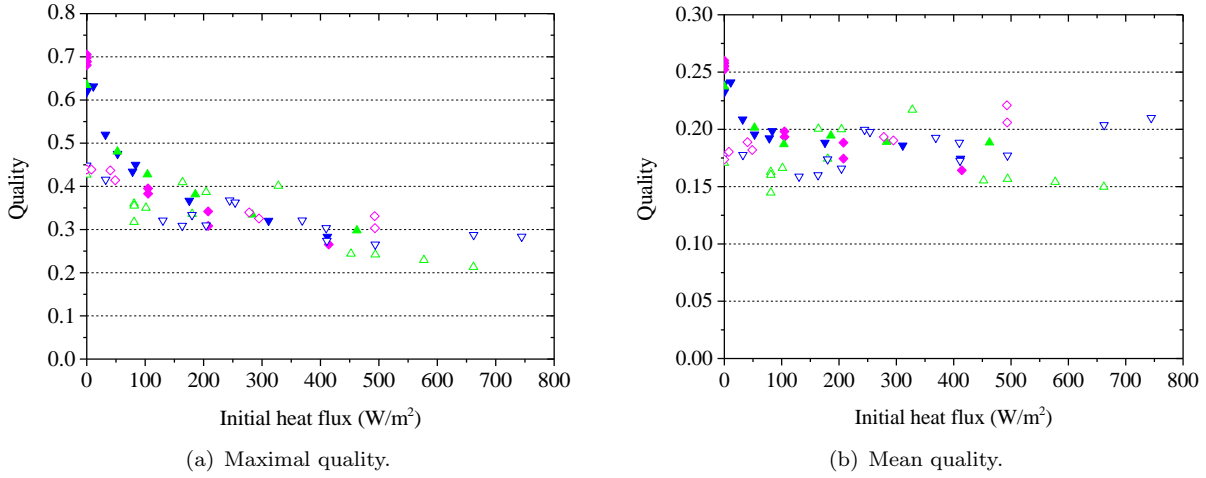 0.8
0.7
0.6
0.5
0.4
0.3
0.2
0.1
0.0
Quality
0 100 200 300 400 500 600 700 800
Initial heat flux (W/m²)
(a) Maximal quality.
0.30
0.25
0.20
0.15
0.10
0.05
0.00
Quality
0 100 200 300 400 500 600 700 800
Initial heat flux (W/m²)
(b) Mean quality.